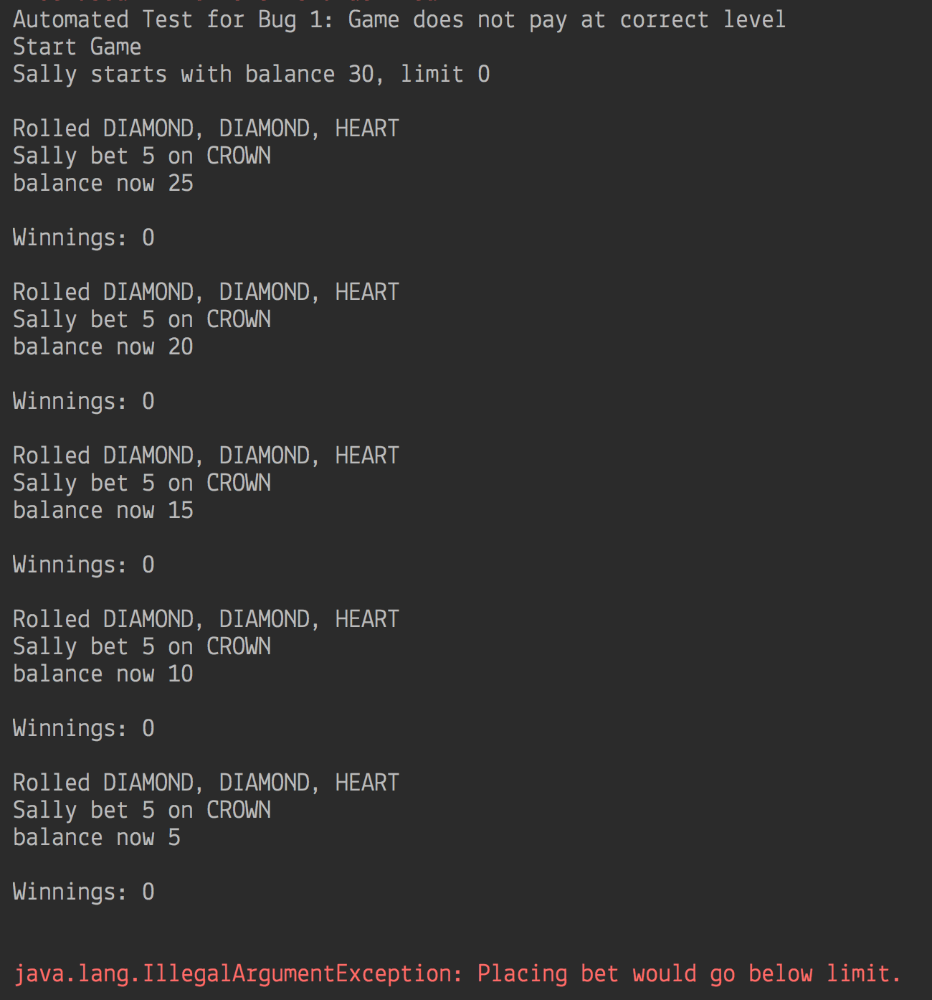 Automated Test for Bug 1: Game does not pay at correct level
Start Game
Sally starts with balance 30, limit 0
Rolled DIAMOND, DIAMOND, HEART
Sally bet 5 on CROWN
balance now 25
Winnings: 0
Rolled DIAMOND, DIAMOND, HEART
Sally bet 5 on CROWN
balance now 20
Winnings: 0
Rolled DIAMOND, DIAMOND, HEART
Sally bet 5 on CROWN
balance now 15
Winnings: 0
Rolled DIAMOND, DIAMOND, HEART
Sally bet 5 on CROWN
balance now 10
Winnings: 0
Rolled DIAMOND, DIAMOND, HEART
Sally bet 5 on CROWN
balance now 5
Winnings: 0
java.lang.IllegalArgumentException: Placing bet would go below limit.